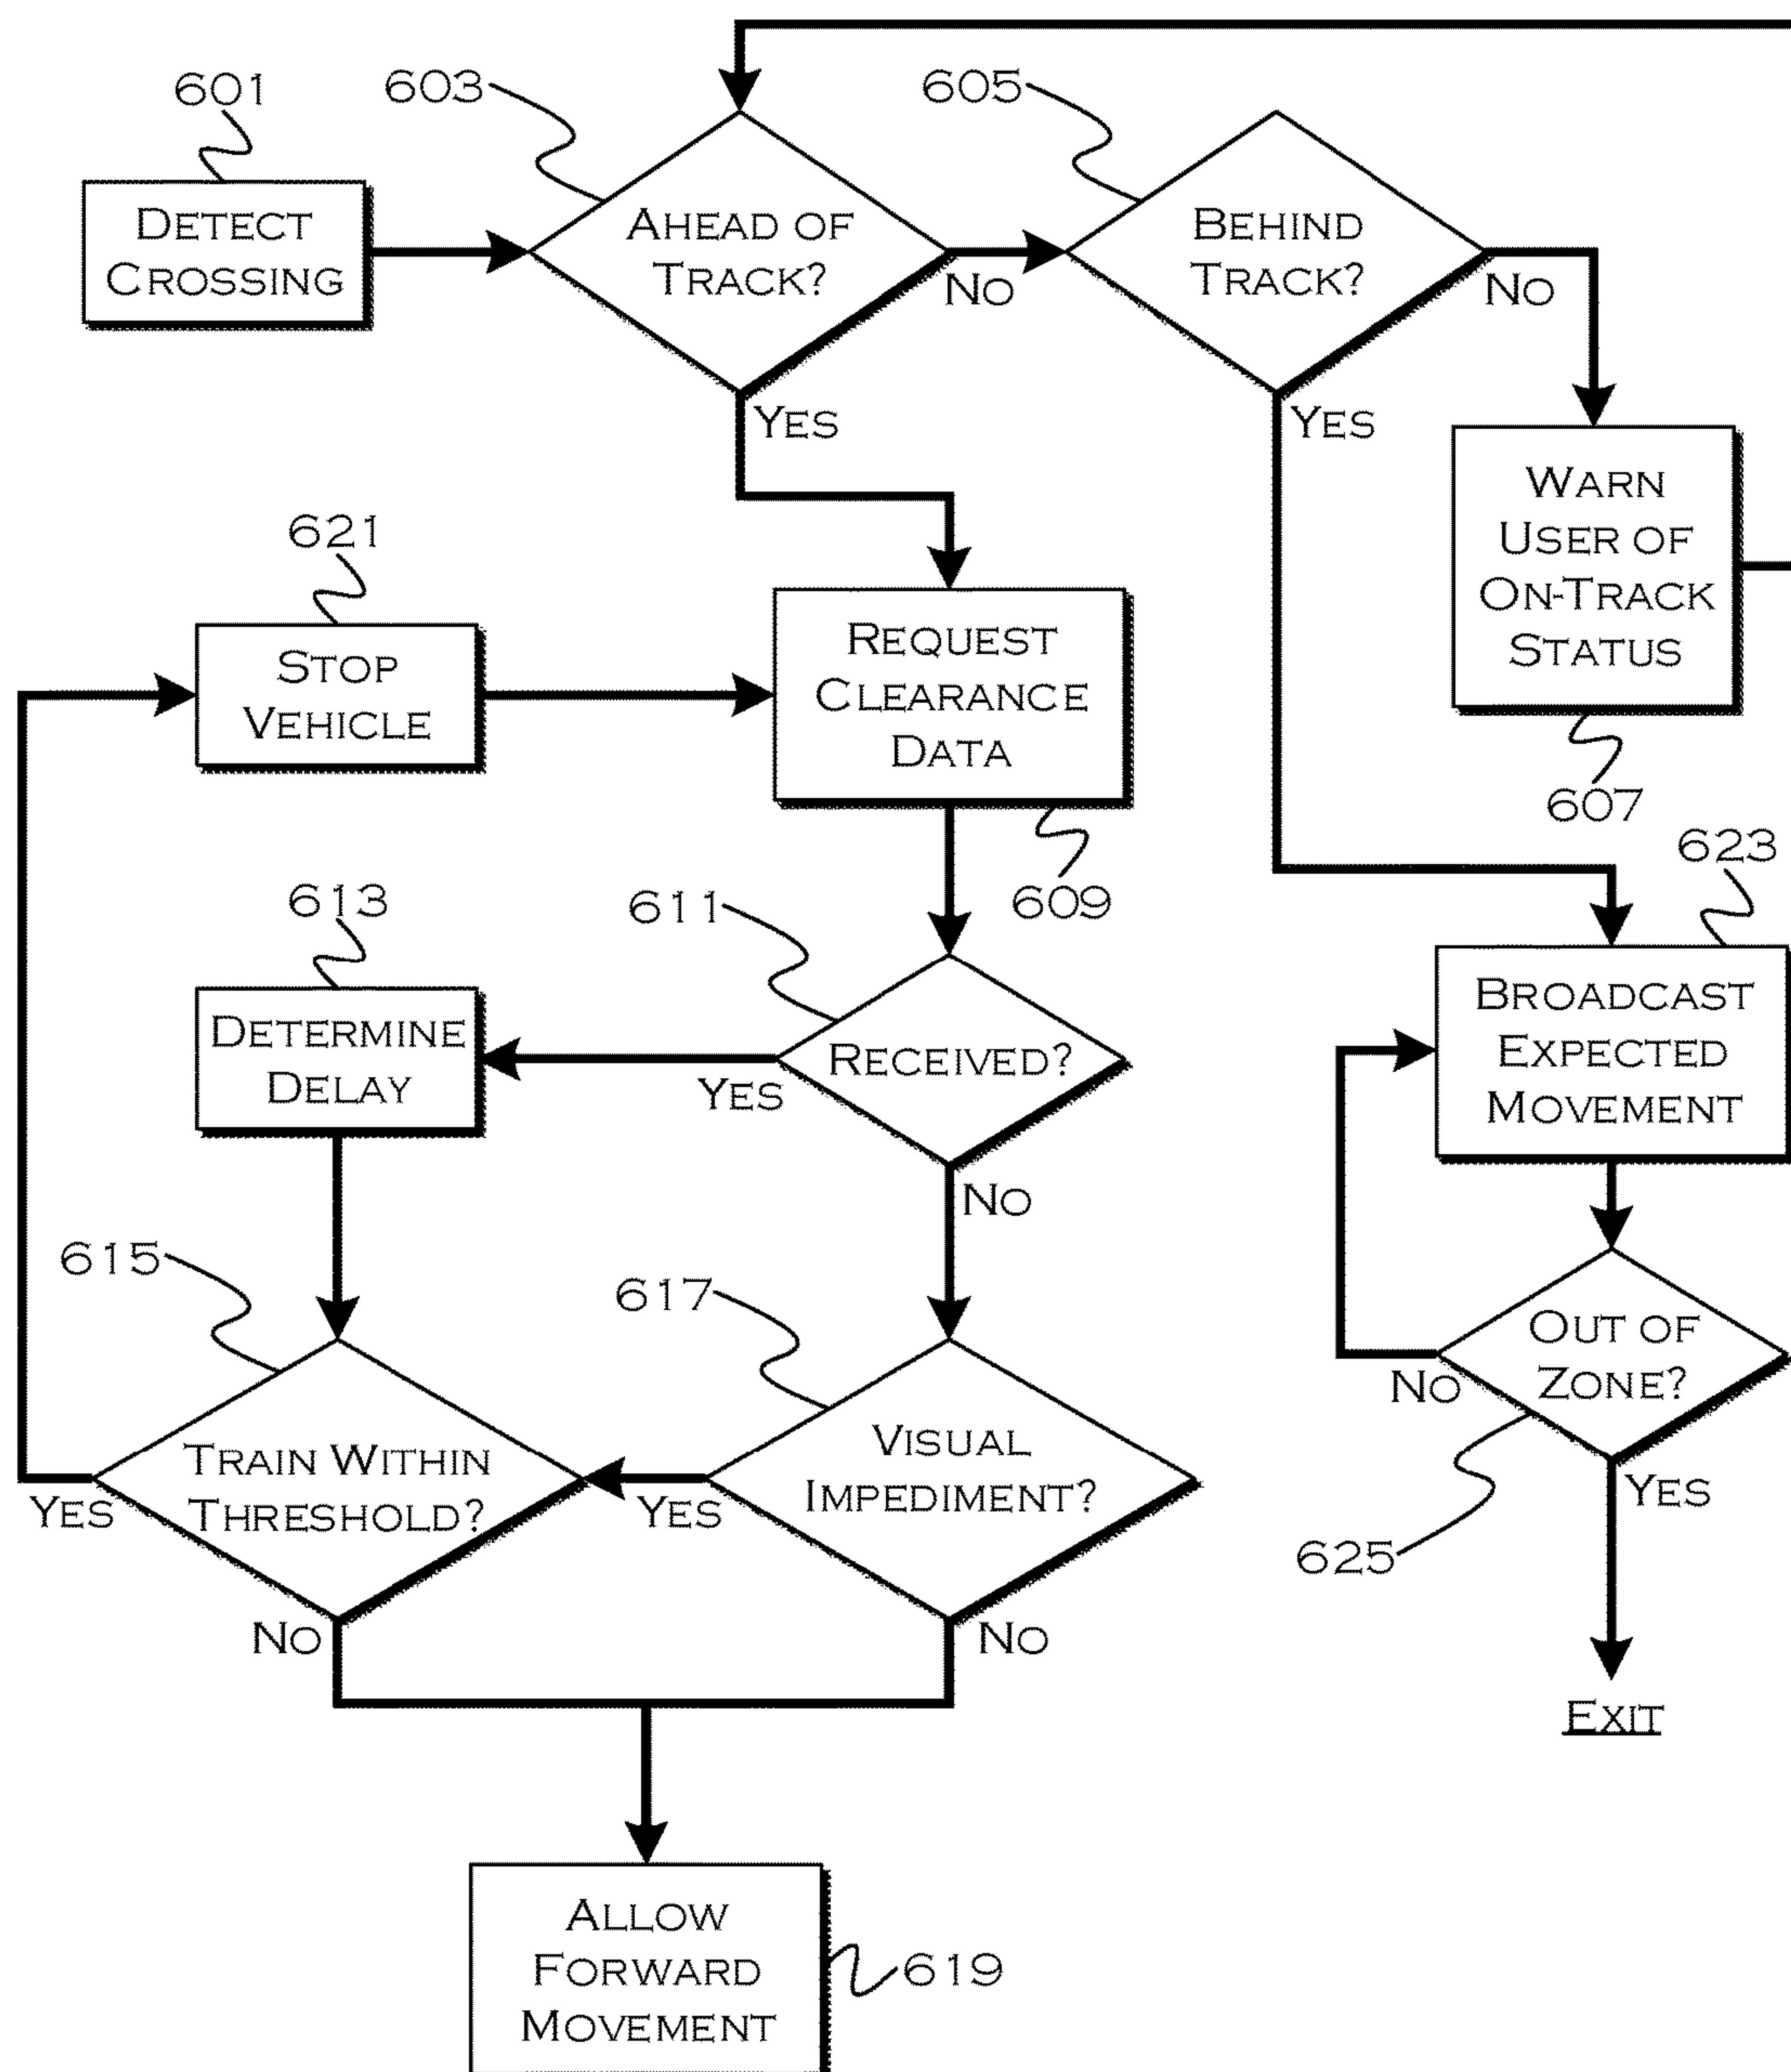 601
603
605
DETECT
CROSSING
AHEAD OF
TRACK?
NO
YES
BEHIND
TRACK?
NO
YES
WARN
USER OF
ON-TRACK
STATUS
607
621
STOP
VEHICLE
REQUEST
CLEARANCE
DATA
609
623
613
DETERMINE
DELAY
611
RECEIVED?
YES
NO
BROADCAST
EXPECTED
MOVEMENT
615
TRAIN WITHIN
THRESHOLD?
YES
NO
617
VISUAL
IMPEDIMENT?
YES
NO
OUT OF
ZONE?
NO
YES
625
EXIT
ALLOW
FORWARD
MOVEMENT
619